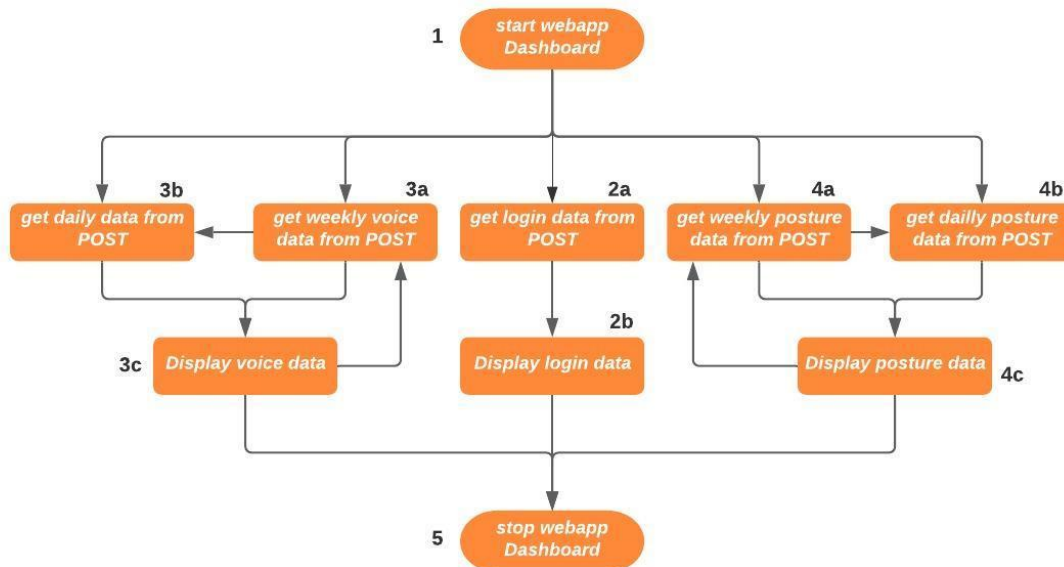 1
start webapp
Dashboard
3b
3a
2a
4a
4b
get daily data from
POST
get weekly voice
data from POST
get login data from
POST
get weekly posture
data from POST
get dailly posture
data from POST
2b
3c
Display voice data
Display login data
Display posture data
4c
5
stop webapp
Dashboard